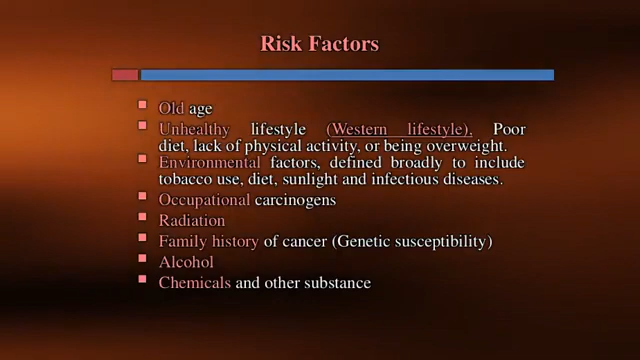 Risk Factors
Old age
Unhealthy lifestyle (Western lifestyle). Poor
diet, lack of physical activity, or being overweight.
Environmental factors, defined broadly to include
tobacco use, diet, sunlight and infectious diseases.
Occupational carcinogens
Radiation
Family history of cancer (Genetic susceptibility)
Alcohol
Chemicals and other substance